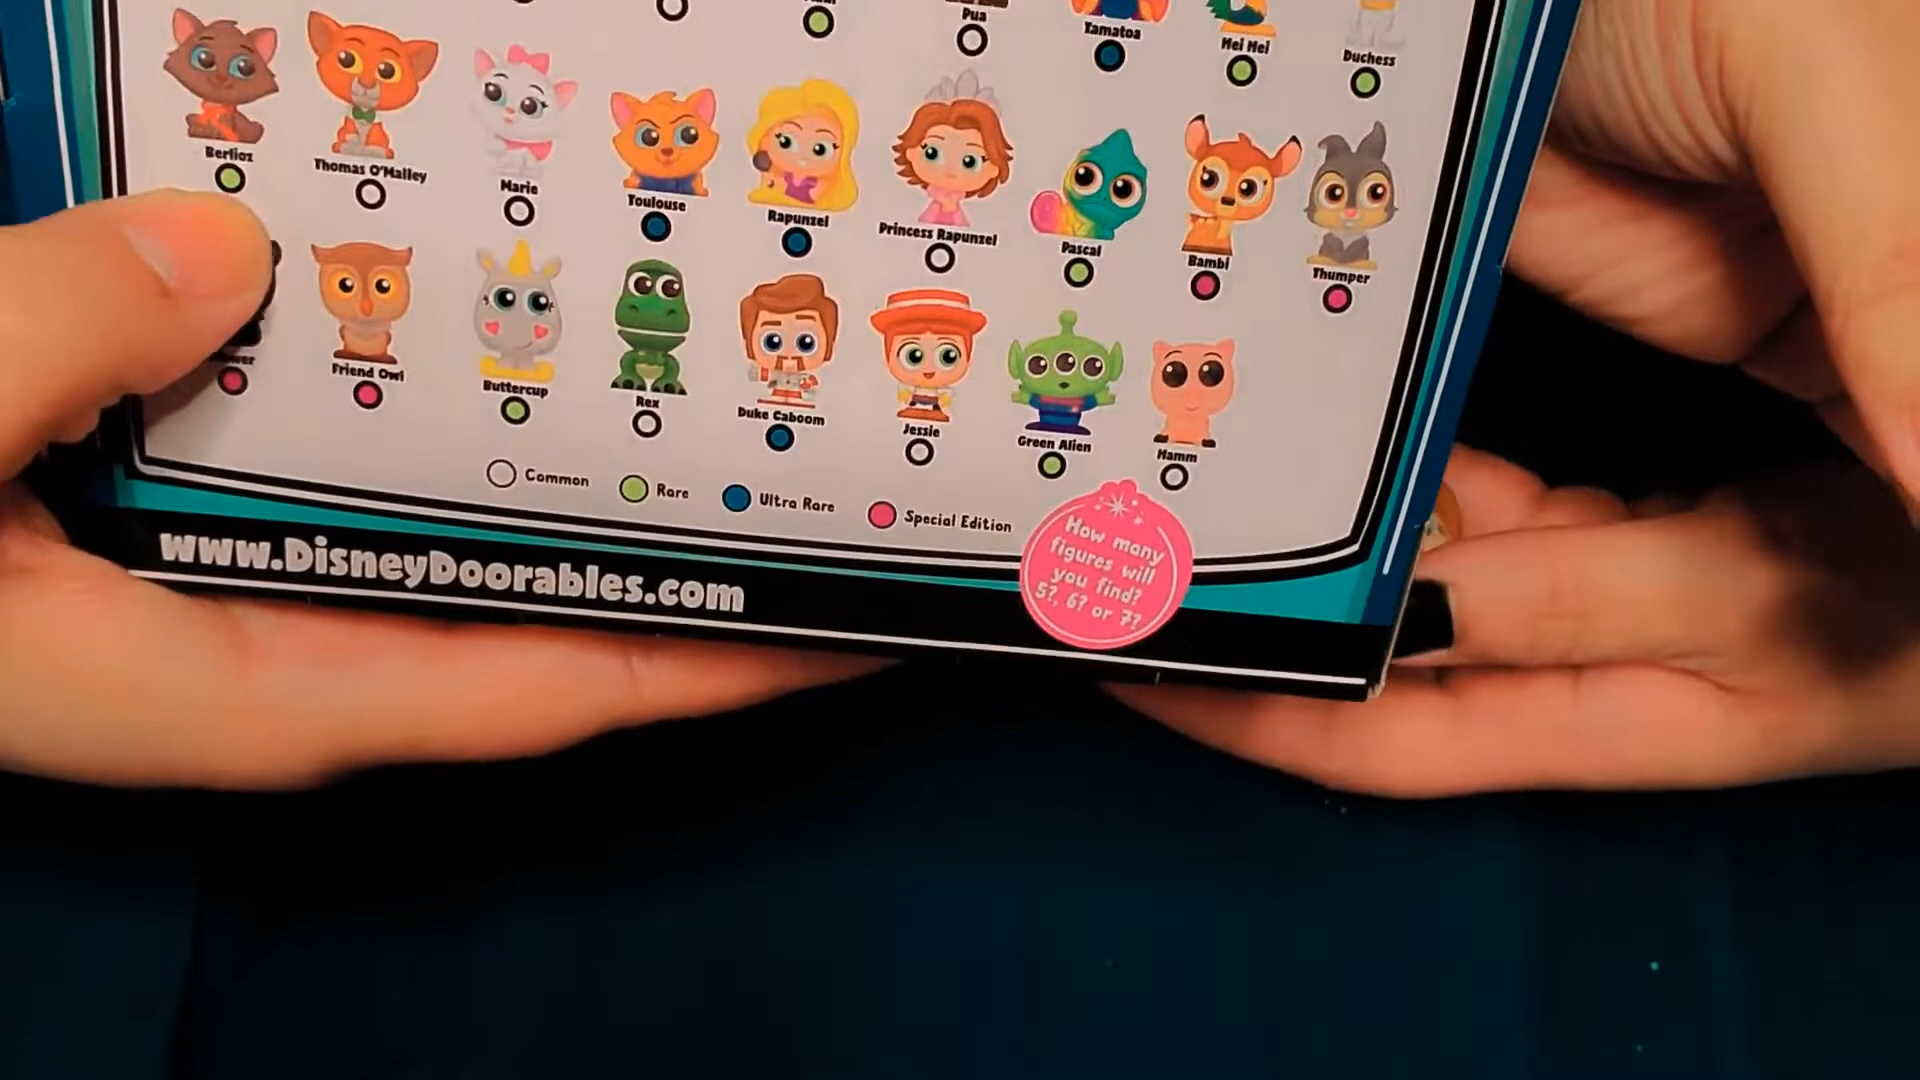 Pua
Tamatoa
Hei Hei
Duchess
Berlioz
Thomas O'Malley
Marie
Toulouse
Rapunzel
Princess Rapunzel
Pascal
Bambi
Thumper
Friend Owl
Buttercup
Rex
Duke Caboom
Jessie
Green Alien
Hamm
Common
Rare
Ultra Rare
Special Edition
www.DisneyDoorables.com
How many
figures will
you find?
5?, 6? or 7?